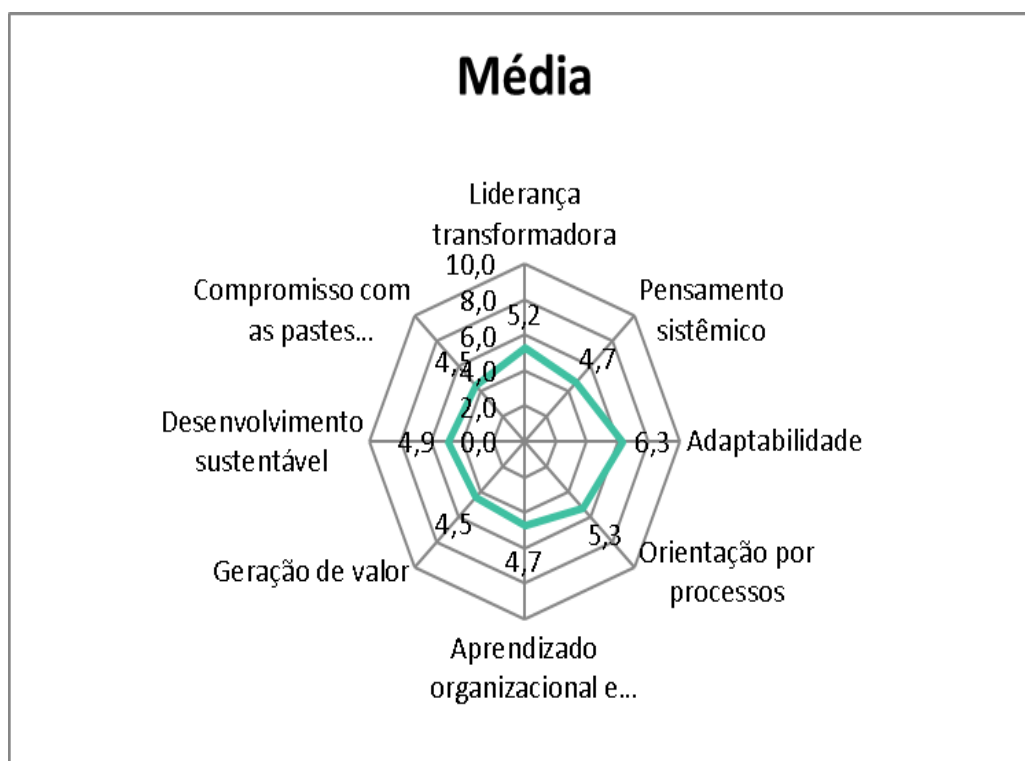 Média
Liderança
transformadora
10,0
8,0
6,0
4,0
2,0
0,0
5,2
Pensamento
sistêmico
4,7
Adaptabilidade
6,3
Orientação por
processos
5,3
Aprendizado
organizacional e...
4,7
Geração de valor
4,5
Desenvolvimento
sustentável
4,9
Compromisso com
as pastes...
4,5